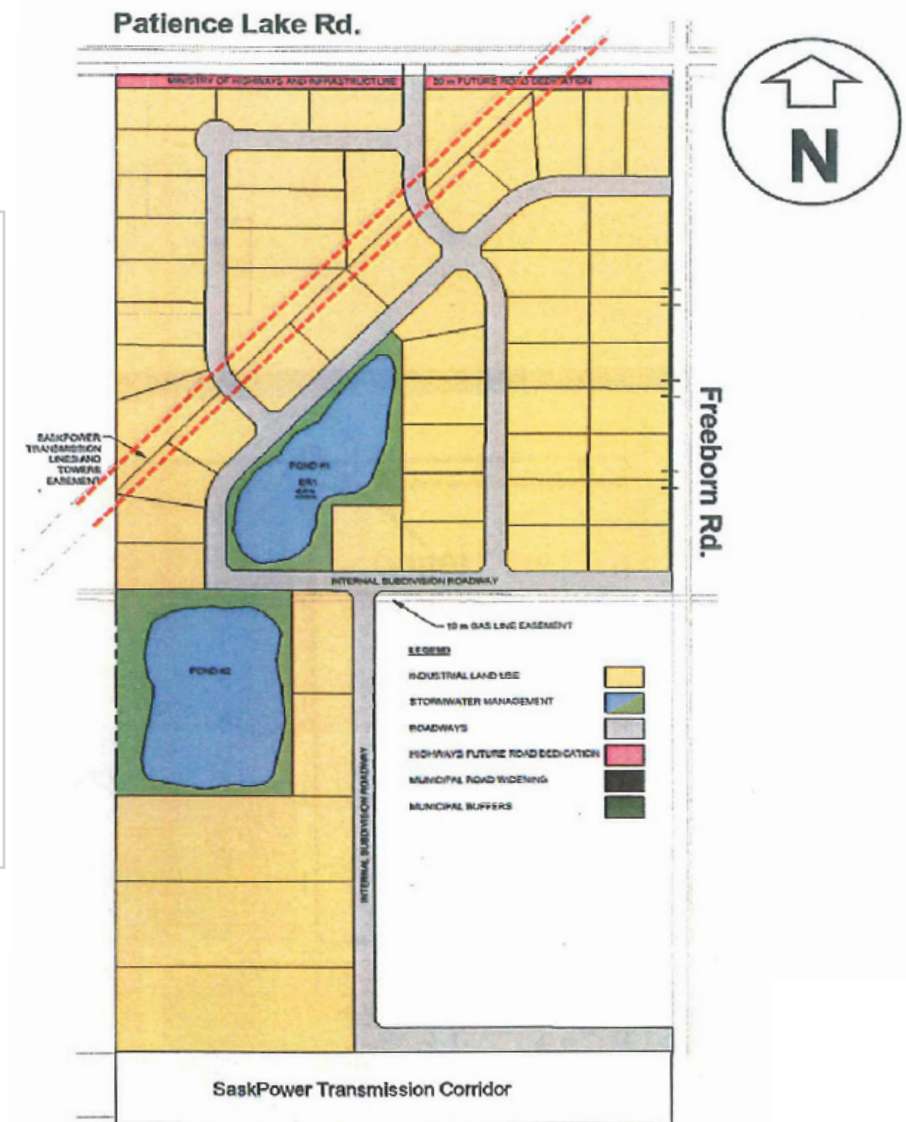 Patience Lake Rd.
MINISTRY OF HIGHWAYS AND INFRASTRUCTURE
20 m FUTURE ROAD DEDICATION
N
SASKPOWER
TRANSMISSION
LINES AND
TOWERS
EASEMENT
POND #1
ER1
Freeborn Rd.
INTERNAL SUBDIVISION ROADWAY
10 m GAS LINE EASEMENT
POND #2
LEGEND
INDUSTRIAL LAND USE
STORMWATER MANAGEMENT
ROADWAYS
HIGHWAYS FUTURE ROAD DEDICATION
MUNICIPAL ROAD WIDENING
MUNICIPAL BUFFERS
INTERNAL SUBDIVISION ROADWAY
SaskPower Transmission Corridor